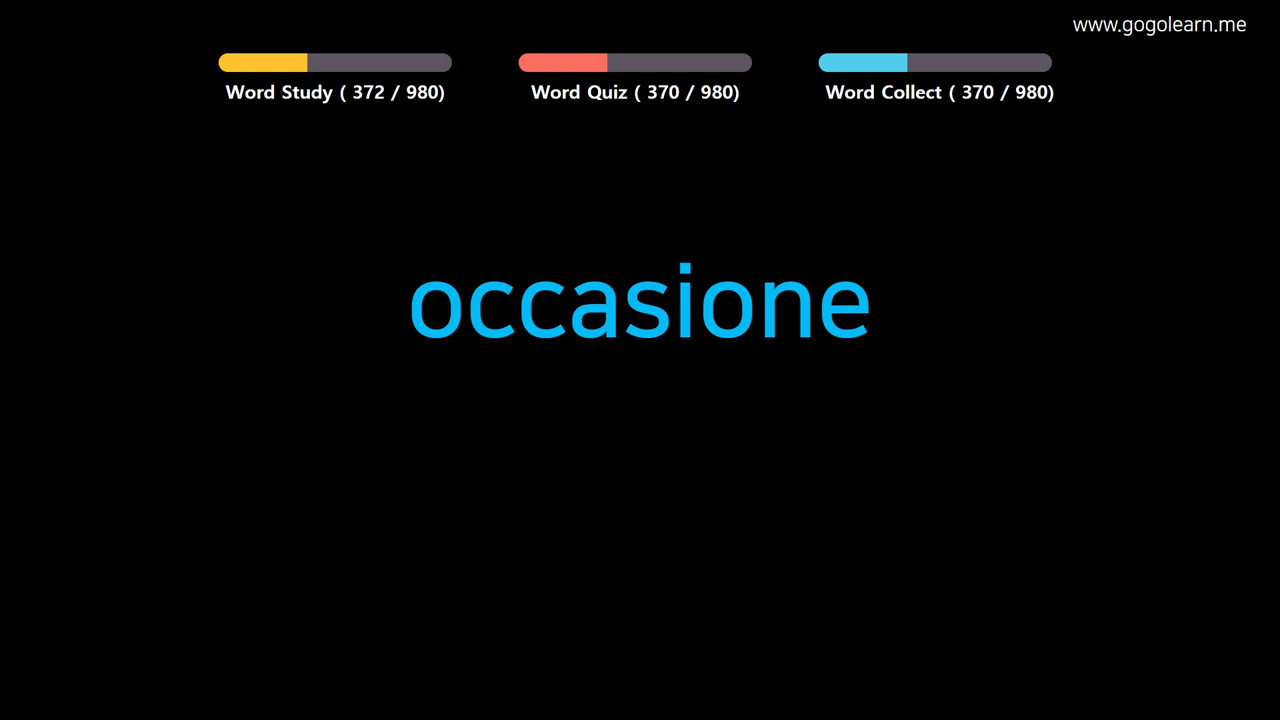 www.gogolearn.me
Word Study ( 372 / 980)
Word Quiz ( 370 / 980)
Word Collect ( 370 / 980)
occasione